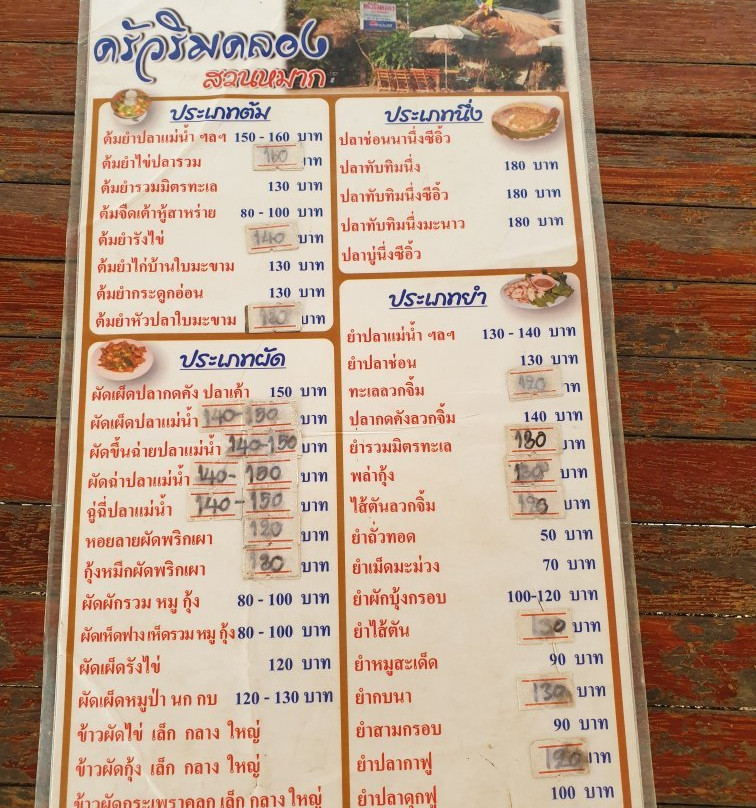 ครัวริมคลอง
สวนหมาก
ประเภทต้ม
ต้มยำปลาแม่น้ำ ฯลฯ 150 - 160 บาท
ต้มยำไข่ปลารวม 160 บาท
ต้มยำรวมมิตรทะเล 130 บาท
ต้มจืดเต้าหู้สาหร่าย 80 - 100 บาท
ต้มยำรังไข่ 140 บาท
ต้มยำไก่บ้านใบมะขาม 130 บาท
ต้มยำกระดูกอ่อน 130 บาท
ต้มยำหัวปลาใบมะขาม บาท
ประเภทผัด
ผัดเผ็ดปลากดคัง ปลาเค้า 150 บาท
ผัดเผ็ดปลาแม่น้ำ 140-150 บาท
ผัดขึ้นฉ่ายปลาแม่น้ำ 140-150 บาท
ผัดฉ่าปลาแม่น้ำ 140- 150 บาท
ฉู่ฉี่ปลาแม่น้ำ 140-150 บาท
หอยลายผัดพริกเผา 120 บาท
กุ้งหมึกผัดพริกเผา 130 บาท
ผัดผักรวม หมู กุ้ง 80 - 100 บาท
ผัดเห็ดฟาง เห็ดรวม หมู กุ้ง 80 - 100 บาท
ผัดเผ็ดรังไข่ 120 บาท
ผัดเผ็ดหมูป่า นก กบ 120 - 130 บาท
ข้าวผัดไข่ เล็ก กลาง ใหญ่
ข้าวผัดกุ้ง เล็ก กลาง ใหญ่
ข้าวผัดกระเพราคลุก เล็ก กลาง ใหญ่
ประเภทนึ่ง
ปลาช่อนนานึ่งซีอิ้ว
ปลาทับทิมนึ่ง 180 บาท
ปลาทับทิมนึ่งซีอิ้ว 180 บาท
ปลาทับทิมนึ่งมะนาว 180 บาท
ปลาบู่นึ่งซีอิ้ว
ประเภทยำ
ยำปลาแม่น้ำ ฯลฯ 130 - 140 บาท
ยำปลาช่อน 130 บาท
ทะเลลวกจิ้ม 120 บาท
ปลากดคังลวกจิ้ม 140 บาท
ยำรวมมิตรทะเล 130 บาท
พล่ากุ้ง 130 บาท
ไส้ตันลวกจิ้ม 120 บาท
ยำถั่วทอด 50 บาท
ยำเม็ดมะม่วง 70 บาท
ยำผักบุ้งกรอบ 100-120 บาท
ยำไส้ตัน 130 บาท
ยำหมูสะเด็ด 90 บาท
ยำกบนา 130 บาท
ยำสามกรอบ 90 บาท
ยำปลากาฟู 120 บาท
ยำปลาดุกฟู 100 บาท